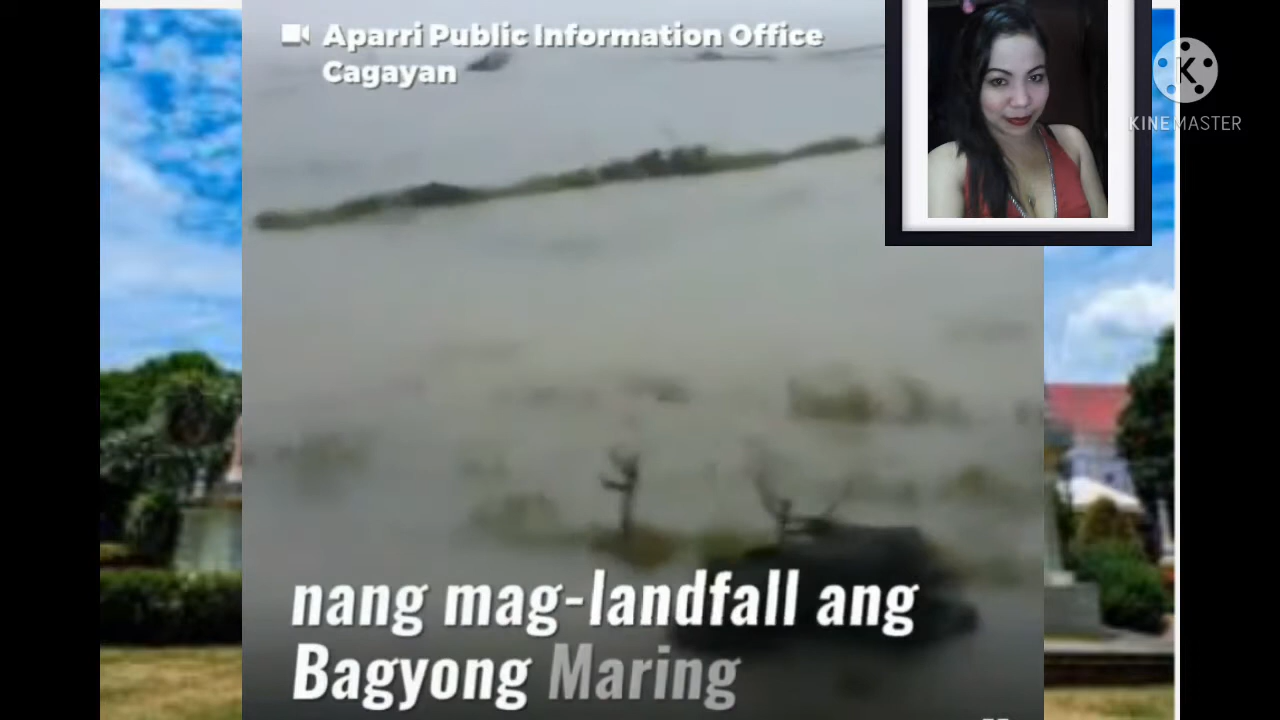 Aparri Public Information Office
Cagayan
K
KINEMASTER
nang mag-landfall ang
Bagyong Maring